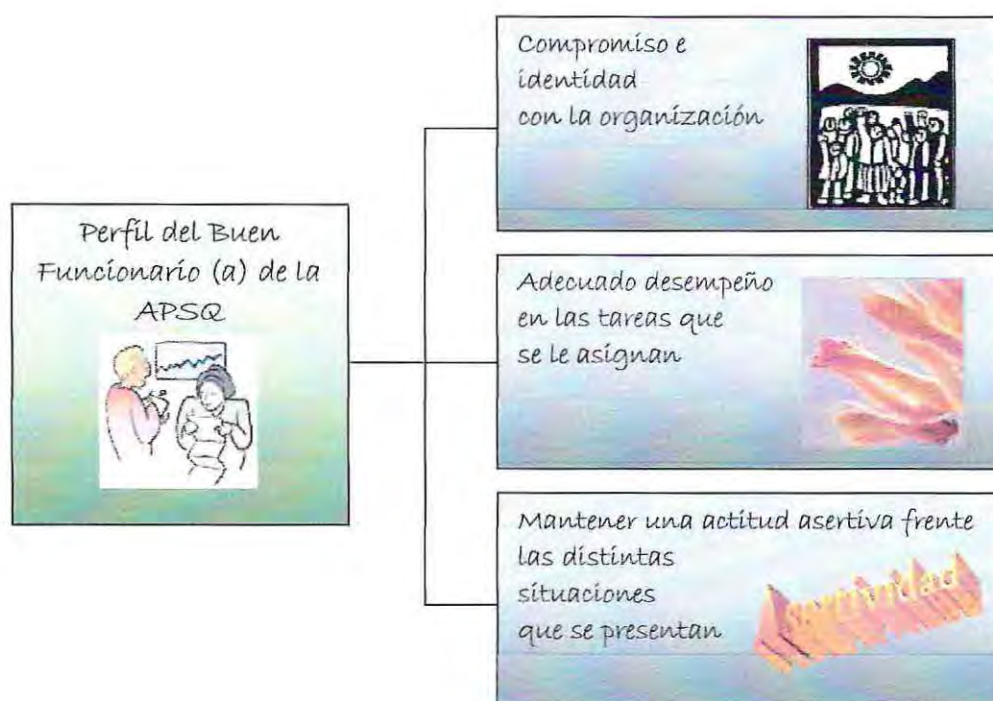 Perfil del Buen
Funcionario (a) de la
APSQ
Compromiso e
identidad
con la organización
Adecuado desempeño
en las tareas que
se le asignan
Mantener una actitud asertiva frente
las distintas
situaciones
que se presentan
Asertividad